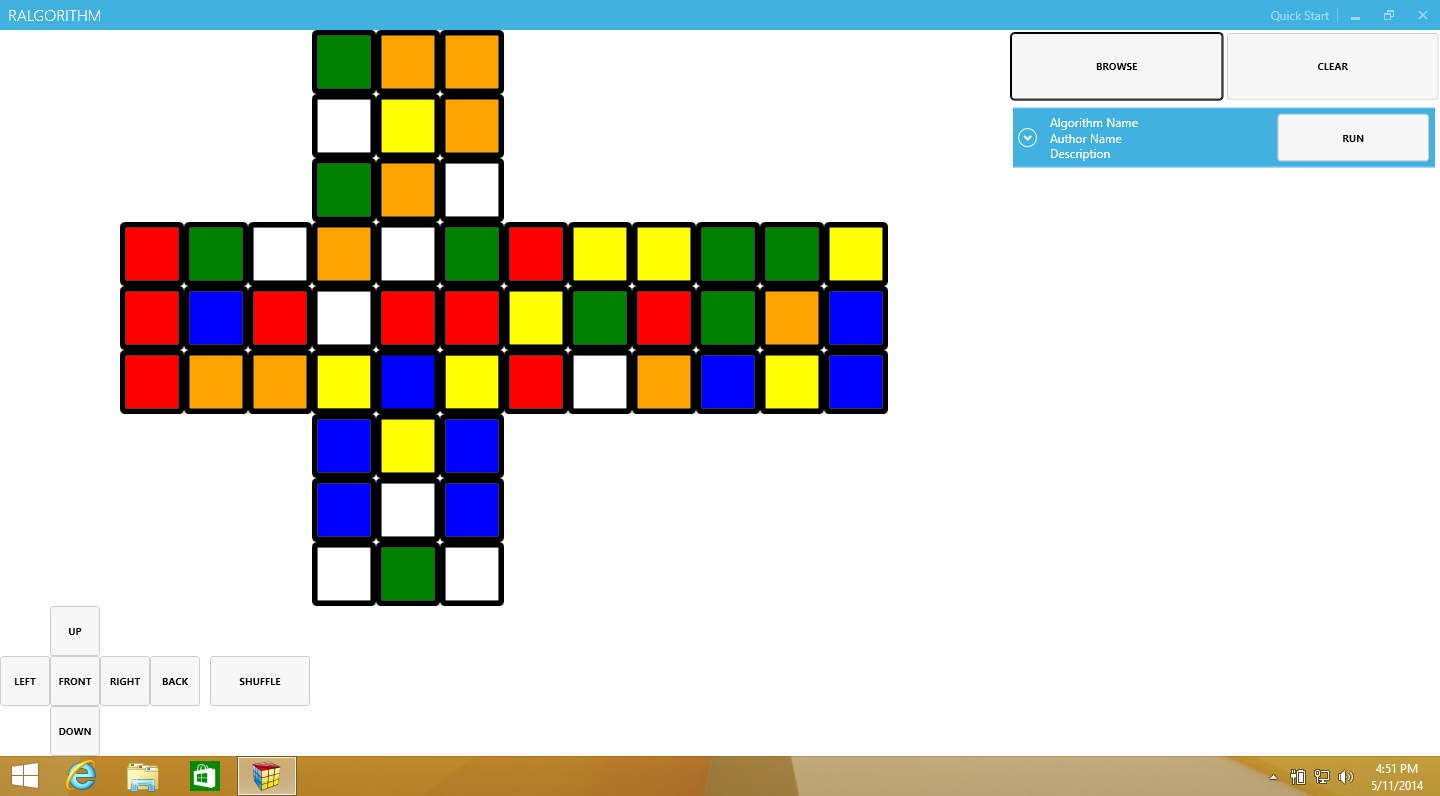 RALGORITHM
Quick Start
BROWSE
CLEAR
Algorithm Name
Author Name
Description
RUN
UP
LEFT
FRONT
RIGHT
BACK
SHUFFLE
DOWN
4:51 PM
5/11/2014